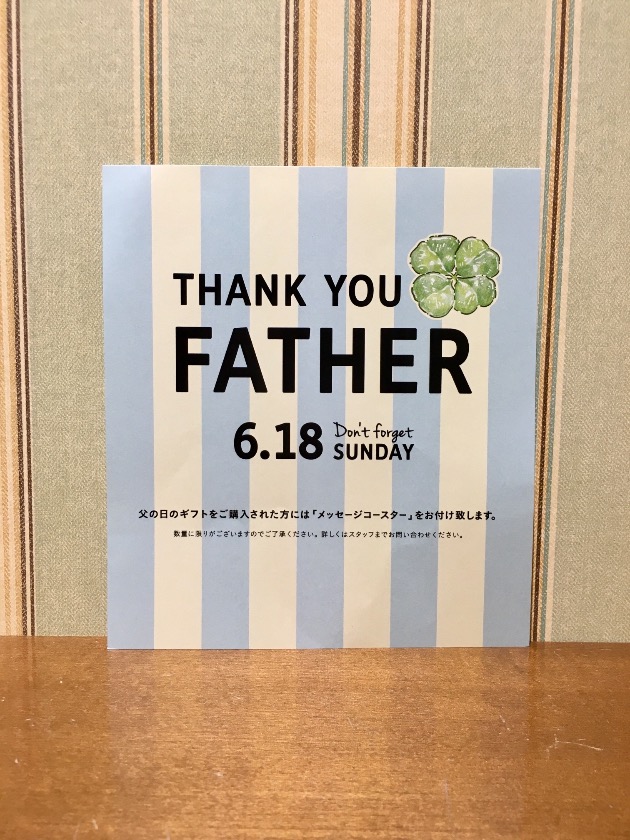 THANK YOU
FATHER
6.18 Don't forget SUNDAY
父の日のギフトをご購入された方には「メッセージコースター」をお付け致します。
数量に限りがございますのでご了承ください。詳しくはスタッフまでお問い合わせください。